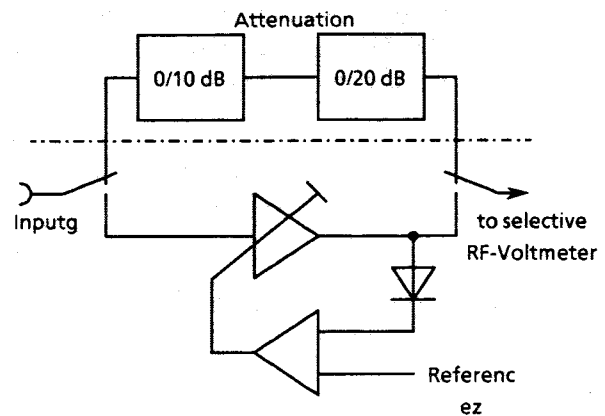 Attenuation
0/10 dB
0/20 dB
Inputg
to selective
RF-Voltmeter
Referenc
ez